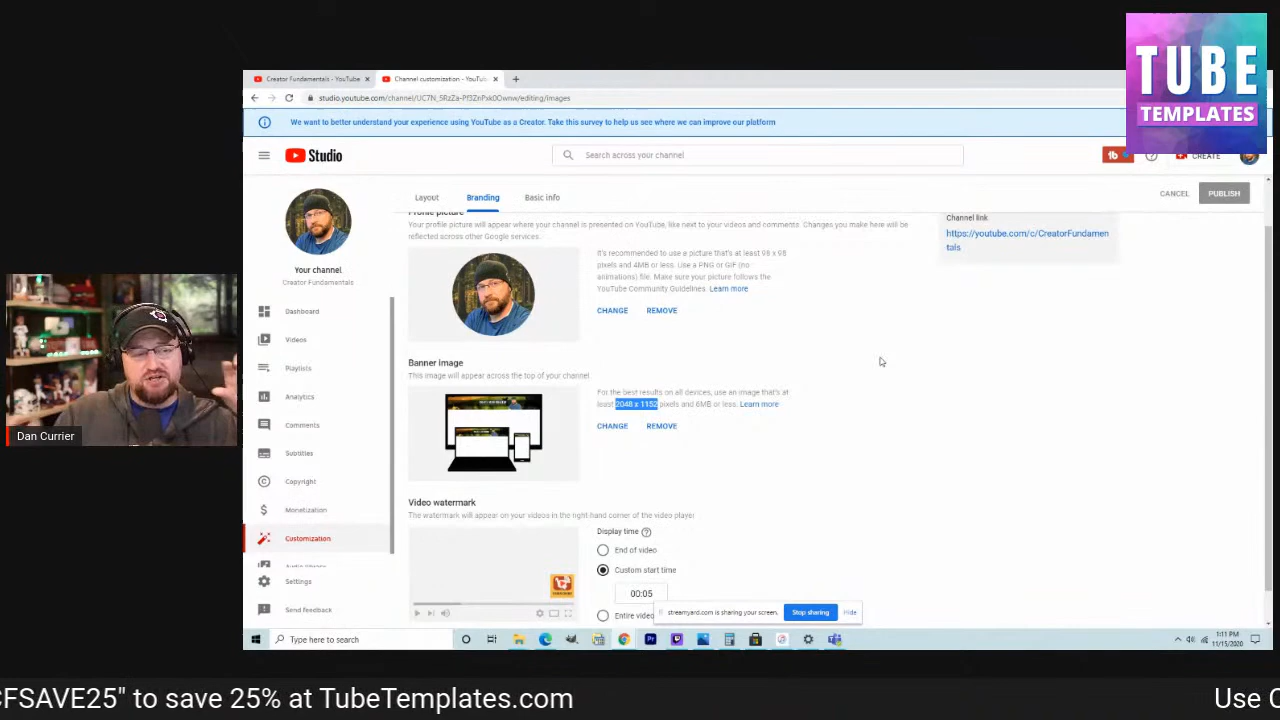 TUBE
TEMPLATES
Creator Fundamentals - YouTube
Channel customization - YouTu
studio.youtube.com/channel/
/editing/images
We want to better understand your experience using YouTube as a Creator. Take this survey to help us see where we can improve our platform
Studio
Search across your channel
CREATE
Layout
Branding
Basic info
CANCEL
PUBLISH
Profile picture
Your profile picture will appear where your channel is presented on YouTube, like next to your videos and comments. Changes you make here will be
reflected across other Google services.
Channel link
https://youtube.com/c/CreatorFundamen
tals
It's recommended to use a picture that's at least 98 x 98
pixels and 4MB or less. Use a PNG or GIF (no
animations) file. Make sure your picture follows the
YouTube Community Guidelines. Learn more
CHANGE
REMOVE
Your channel
Creator Fundamentals
Dashboard
Videos
Playlists
Analytics
Comments
Subtitles
Copyright
Monetization
Customization
Settings
Send feedback
Banner image
This image will appear across the top of your channel
For the best results on all devices, use an image that's at
least 2048 x 1152 pixels and 6MB or less. Learn more
CHANGE
REMOVE
Video watermark
The watermark will appear on your videos in the right-hand corner of the video player
Display time
End of video
Custom start time
00:05
Entire video
streamyard.com is sharing your screen.
Stop sharing
Hide
Type here to search
1:11 PM
11/15/2020
Dan Currier
CFSAVE25" to save 25% at TubeTemplates.com
Use C